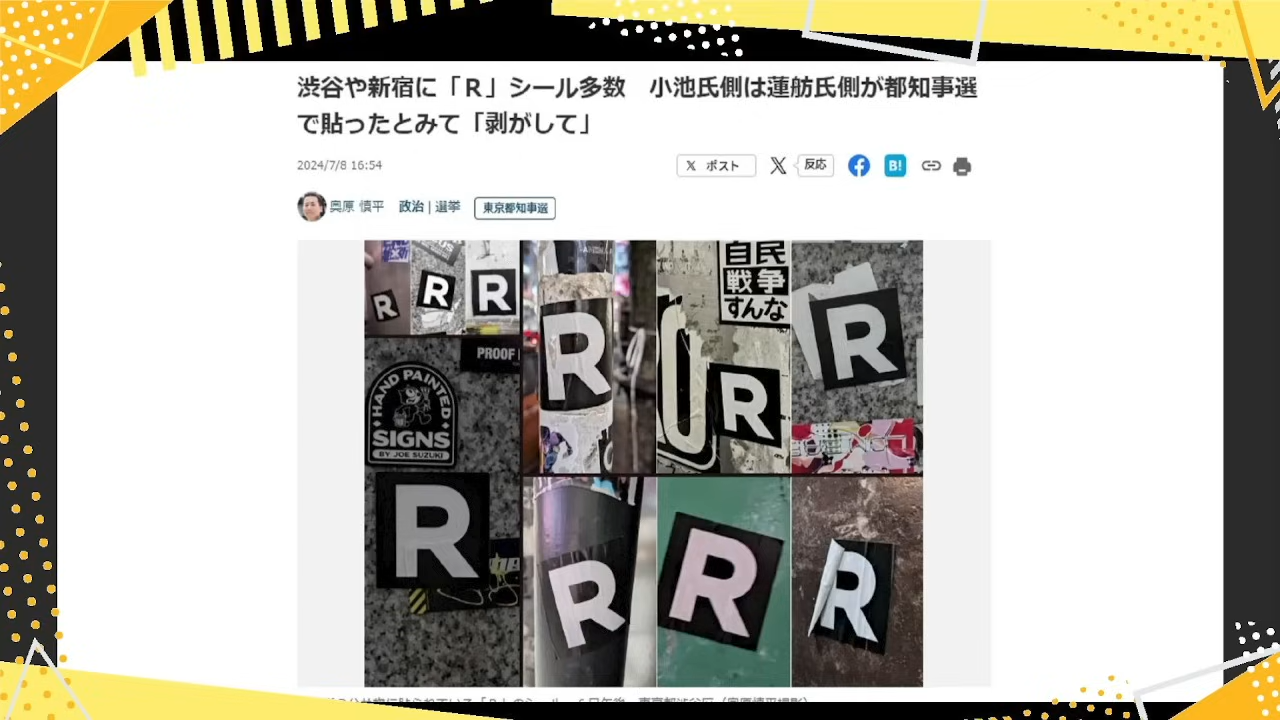 渋谷や新宿に「R」シール多数　小池氏側は蓮舫氏側が都知事選
で貼ったとみて「剥がして」
2024/7/8 16:54
X ポスト
X 反応
B!
奥原 慎平 政治 | 選挙 東京都知事選
R
R
R
R
自民
戦争
すんな
R
R
PROOF
HAND PAINTED
SIGNS
BY JOE SUZUKI
R
R
R
R